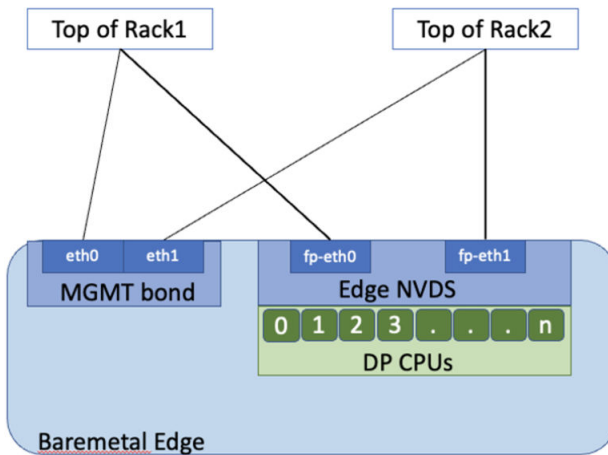 Top of Rack1 Top of Rack2
eth0 eth1 fp-eth0 fp-eth1
MGMT bond Edge NVDS
0 1 2 3 . . . n
DP CPUs
Baremetal Edge